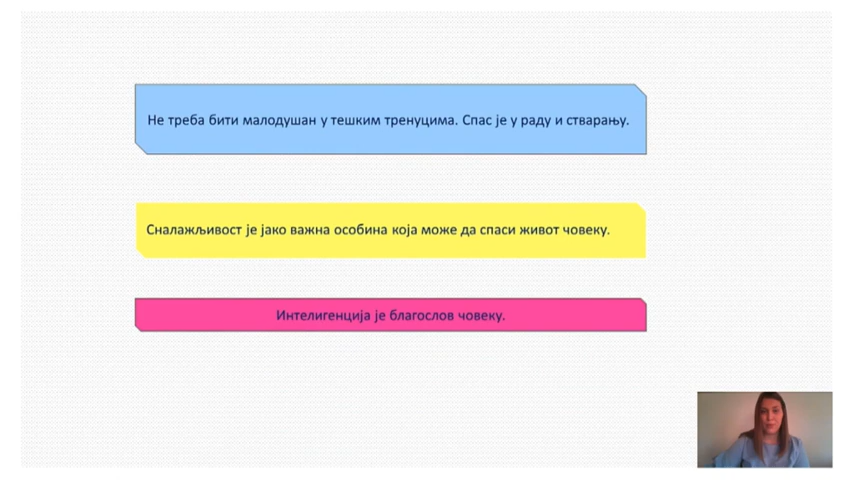 Не треба бити малодушан у тешким тренуцима. Спас је у раду и стварању.
Сналажљивост је јако важна особина која може да спаси живот човеку.
Интелигенција је благослов човеку.